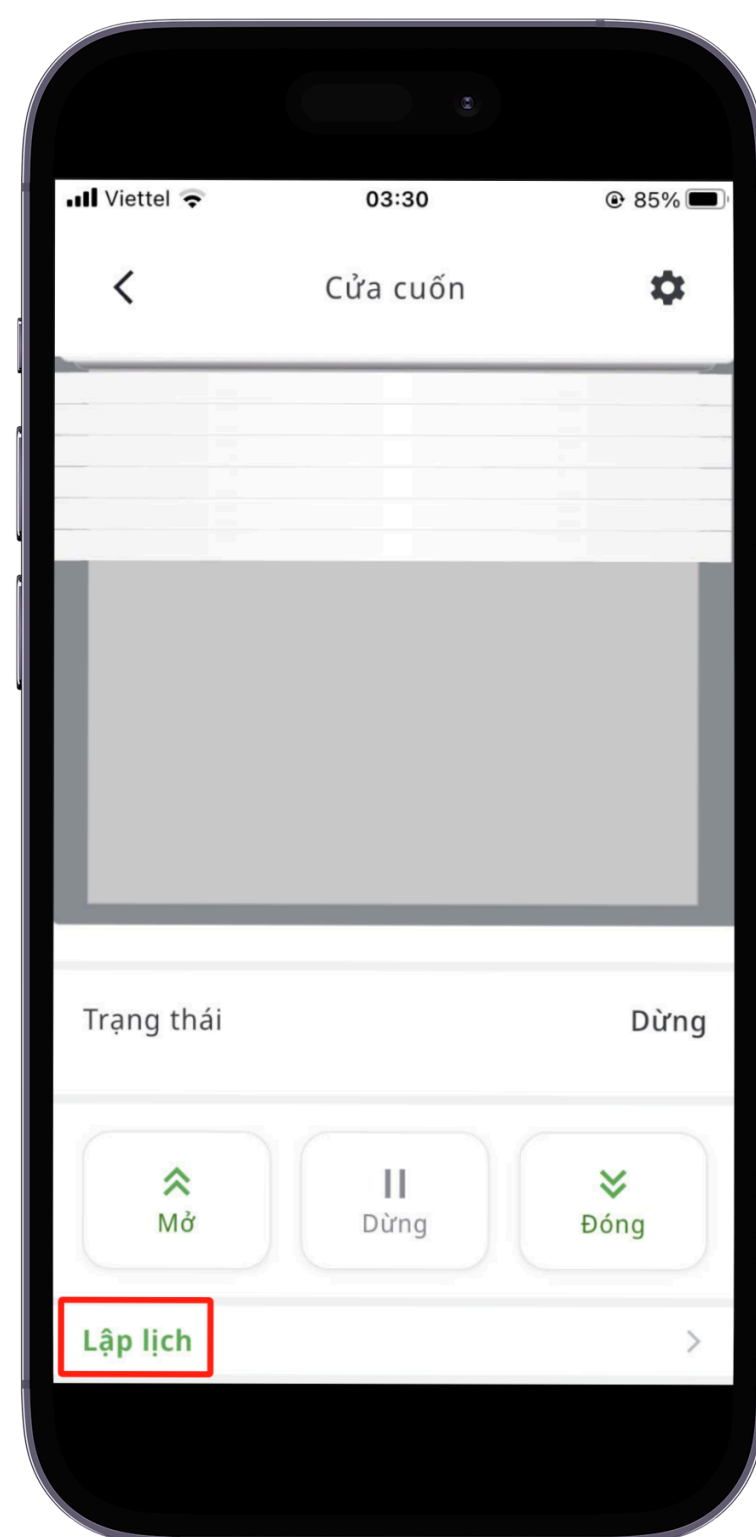 Viettel 03:30 85%
Cửa cuốn
Trạng thái Dừng
Mở Dừng Đóng
Lập lịch